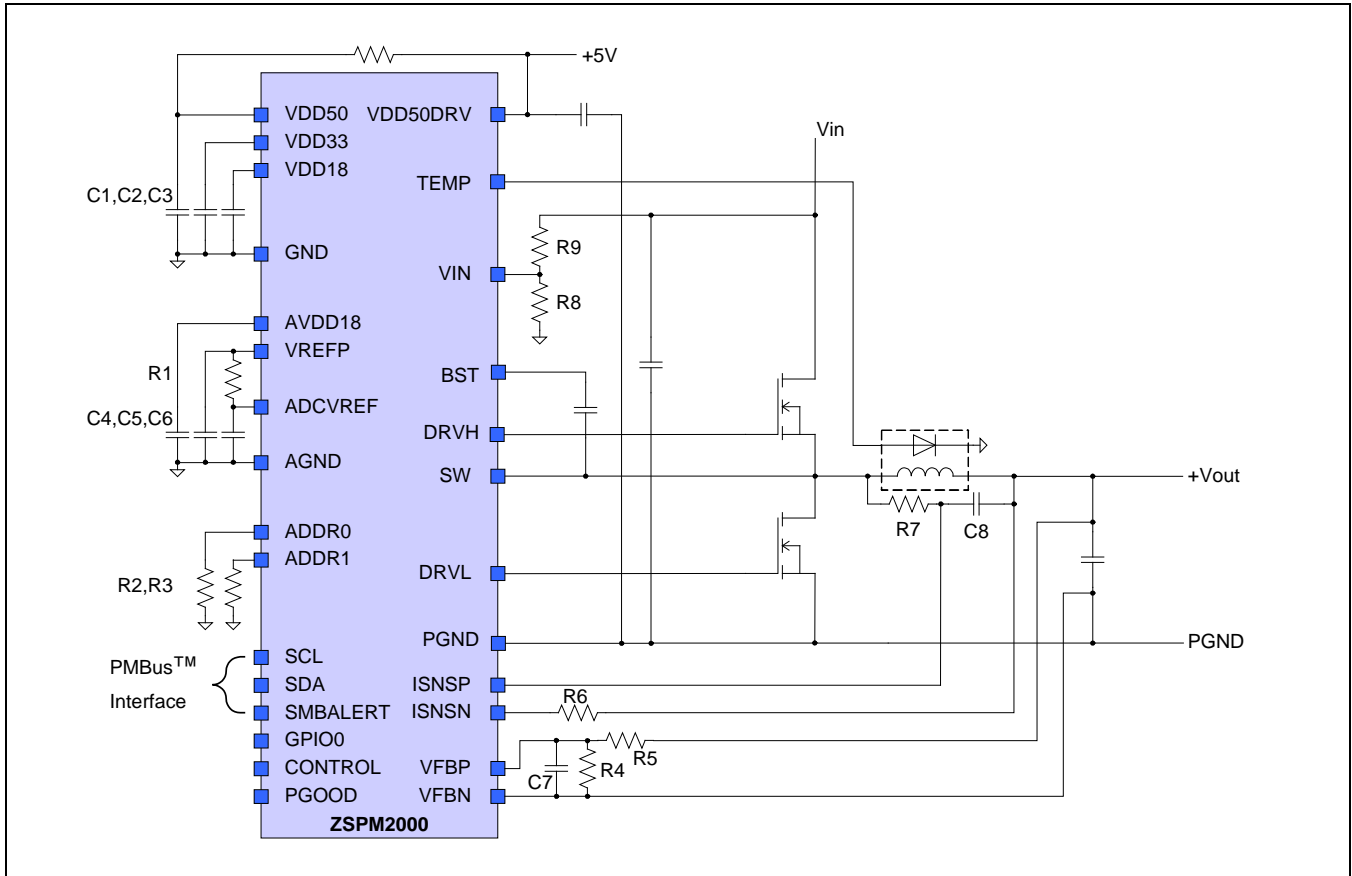 +5V
VDD50 VDD50DRV
VDD33
Vin
VDD18
TEMP
C1,C2,C3
R9
GND
VIN
R8
AVDD18
VREFP
R1
BST
ADCVREF
C4,C5,C6
DRVH
AGND
SW
+Vout
R7 C8
ADDR0
ADDR1
DRVL
R2,R3
PGND
PGND
SCL
PMBus™
Interface
SDA
ISNSP
R6
SMBALERT ISNSN
GPIO0
R5
CONTROL VFBP
C7 R4
PGOOD VFBN
ZSPM2000